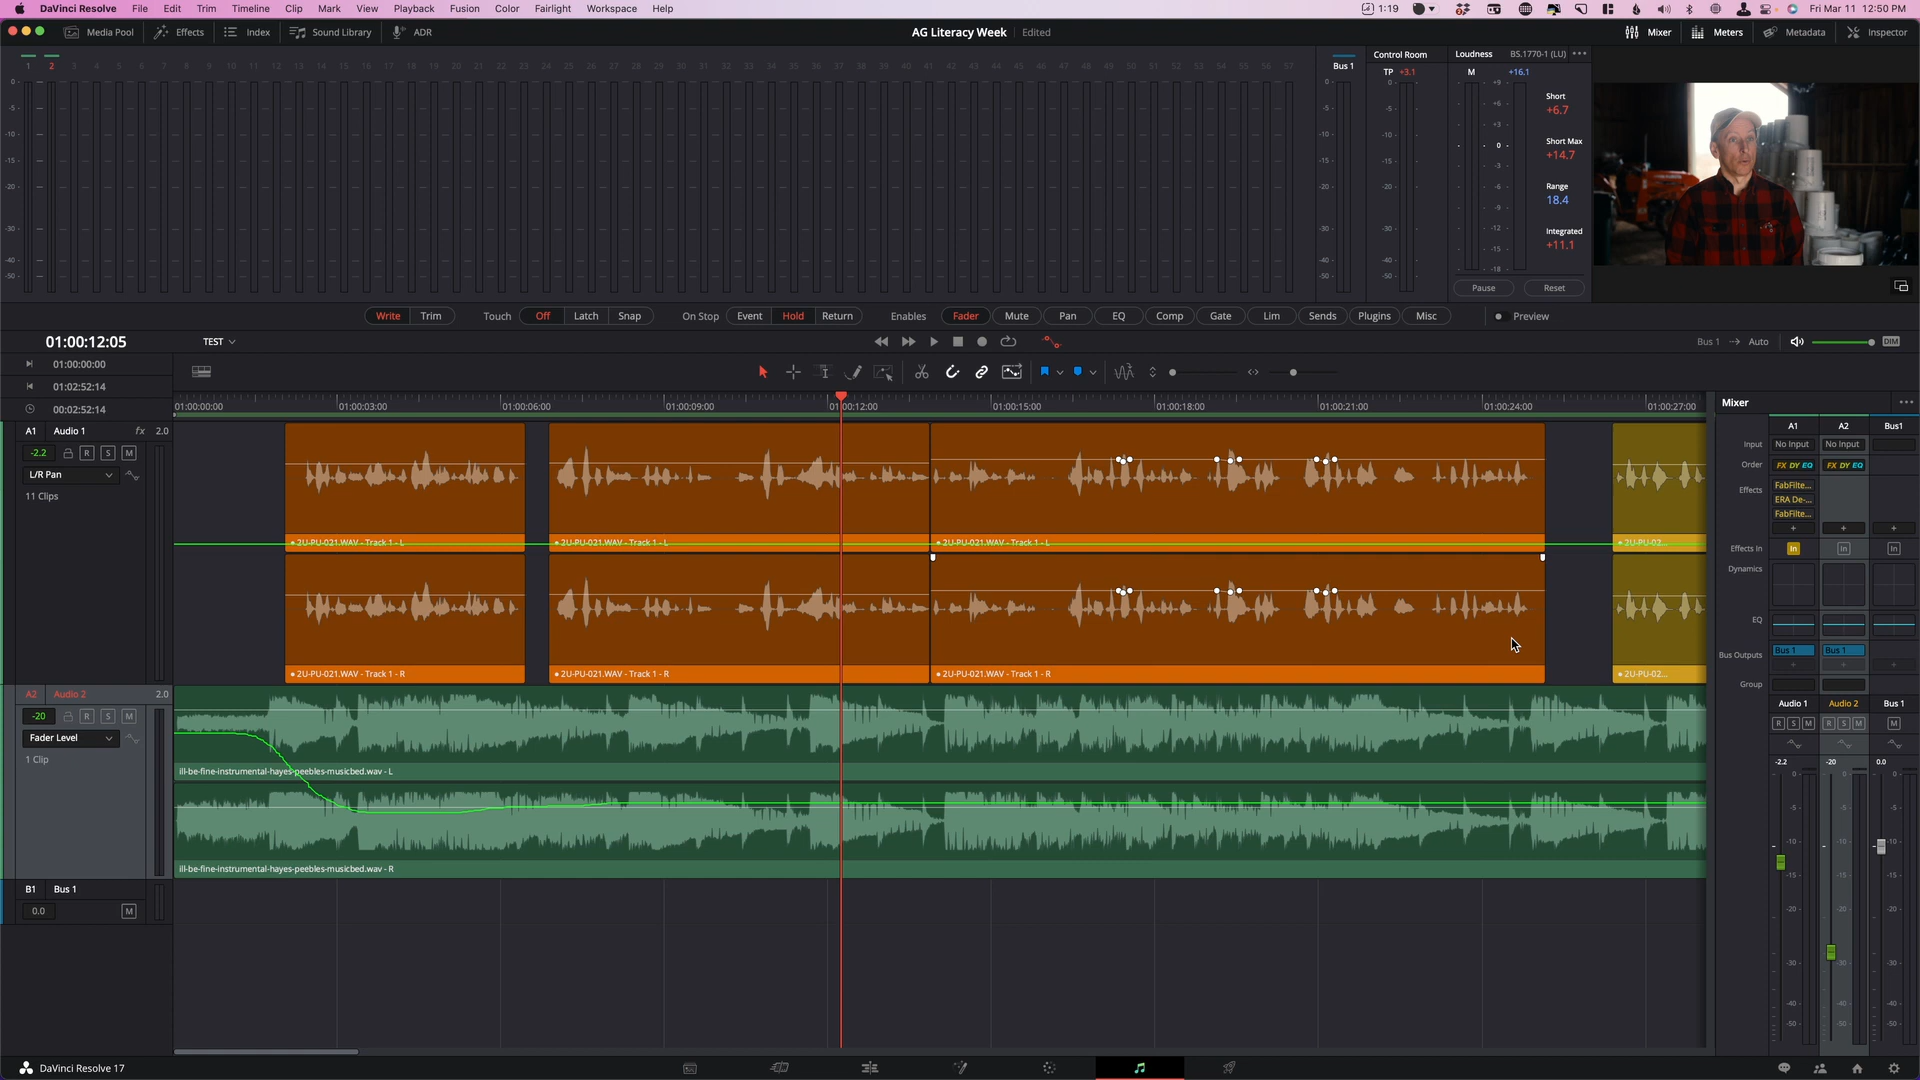 DaVinci Resolve File Edit Trim Timeline Clip Mark View Playback Fusion Color Fairlight Workspace Help 1:19 Fri Mar 11 12:50 PM
Media Pool Effects Index Sound Library ADR AG Literacy Week Edited Mixer Meters Metadata Inspector
Bus 1 Control Room Loudness BS.1770-1 (LU)
TP +3.1 M +16.1
Short
+6.7
Short Max
+14.7
Range
18.4
Integrated
+11.1
Pause Reset
Write Trim Touch Off Latch Snap On Stop Event Hold Return Enables Fader Mute Pan EQ Comp Gate Lim Sends Plugins Misc Preview
01:00:12:05 TEST Bus 1 Auto DIM
01:00:00:00
01:02:52:14
00:02:52:14
01:00:00:00 01:00:03:00 01:00:06:00 01:00:09:00 01:00:12:00 01:00:15:00 01:00:18:00 01:00:21:00 01:00:24:00 01:00:27:00
A1 Audio 1 fx 2.0
-2.2 R S M
L/R Pan
11 Clips
2U-PU-021.WAV - Track 1 - L 2U-PU-021.WAV - Track 1 - L 2U-PU-021.WAV - Track 1 - L 2U-PU-02...
2U-PU-021.WAV - Track 1 - R 2U-PU-021.WAV - Track 1 - R 2U-PU-021.WAV - Track 1 - R 2U-PU-02...
A2 Audio 2 2.0
-20 R S M
Fader Level
1 Clip
ill-be-fine-instrumental-hayes-peebles-musicbed.wav - L
ill-be-fine-instrumental-hayes-peebles-musicbed.wav - R
B1 Bus 1
0.0 M
Mixer
A1 A2 Bus1
Input No Input No Input
Order FX DY EQ FX DY EQ
Effects FabFilte...
ERA De-...
FabFilte...
Effects In In In In
Dynamics
EQ
Bus Outputs Bus 1 Bus 1
Group
Audio 1 Audio 2 Bus 1
R S M R S M M
-2.2 -20 0.0
DaVinci Resolve 17